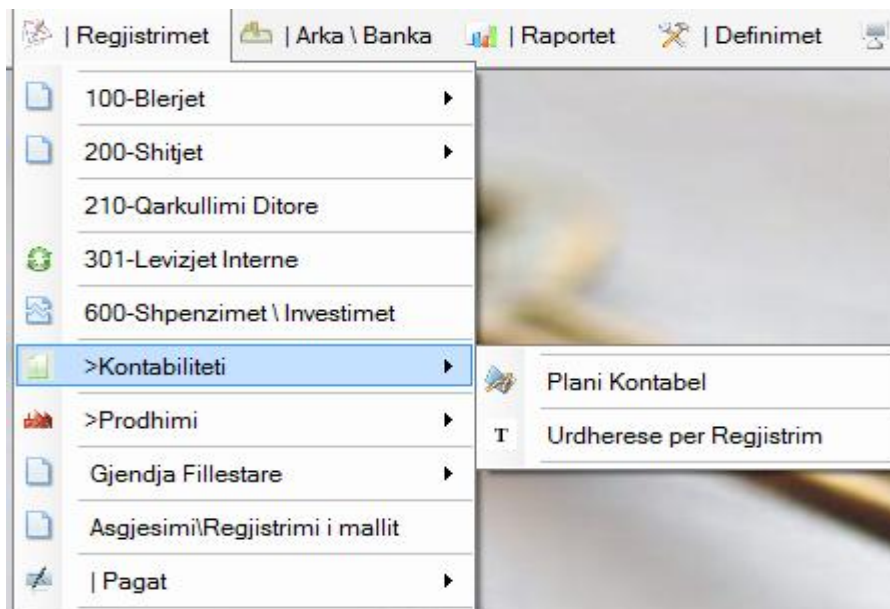 | Regjistrimet | Arka \ Banka | Raportet | Definimet
100-Blerjet
200-Shitjet
210-Qarkullimi Ditore
301-Levizjet Interne
600-Shpenzimet \ Investimet
>Kontabiliteti
Plani Kontabel
>Prodhimi
T Urdherese per Regjistrim
Gjendja Fillestare
Asgjesimi\Regjistrimi i mallit
| Pagat